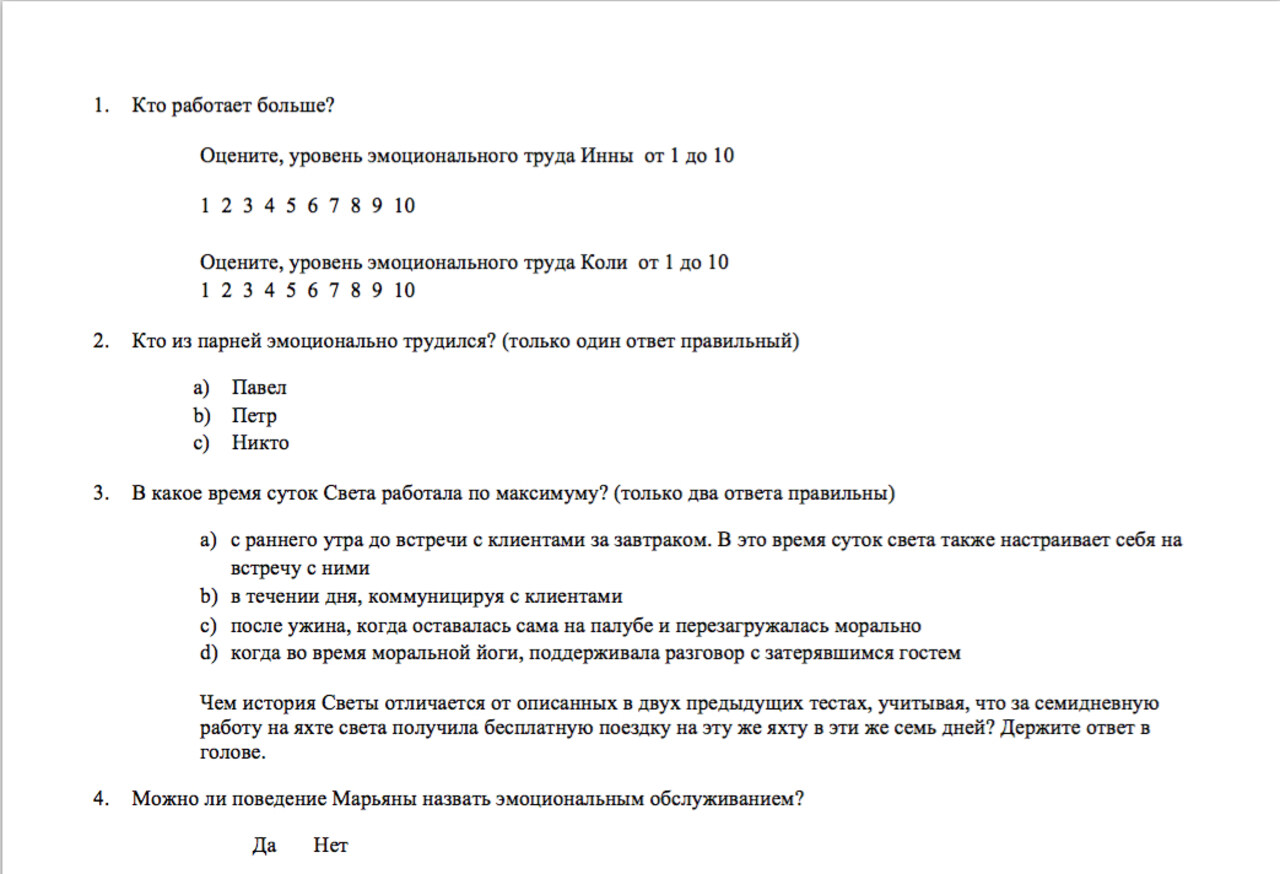 1. Кто работает больше?
Оцените, уровень эмоционального труда Инны от 1 до 10
1 2 3 4 5 6 7 8 9 10
Оцените, уровень эмоционального труда Коли от 1 до 10
1 2 3 4 5 6 7 8 9 10
2. Кто из парней эмоционально трудился? (только один ответ правильный)
a) Павел
b) Петр
c) Никто
3. В какое время суток Света работала по максимуму? (только два ответа правильны)
a) с раннего утра до встречи с клиентами за завтраком. В это время суток света также настраивает себя на
встречу с ними
b) в течении дня, коммуницируя с клиентами
c) после ужина, когда оставалась сама на палубе и перезагружалась морально
d) когда во время моральной йоги, поддерживала разговор с затерявшимся гостем
Чем история Светы отличается от описанных в двух предыдущих тестах, учитывая, что за семидневную
работу на яхте света получила бесплатную поездку на эту же яхту в эти же семь дней? Держите ответ в
голове.
4. Можно ли поведение Марьяны назвать эмоциональным обслуживанием?
Да Нет